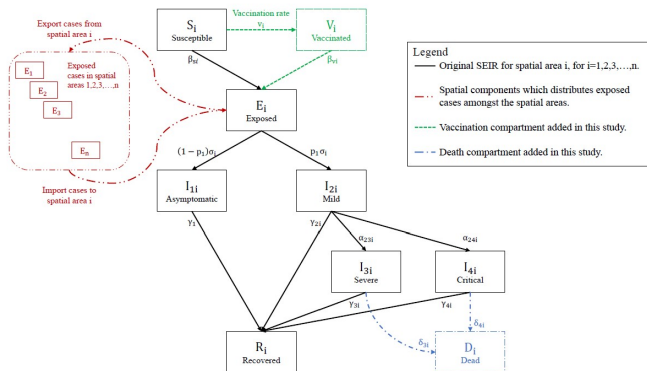 Export cases from
spatial area i
Exposed
cases in spatial
areas 1,2,3,…,n
E₁
E₂
E₃
Eₙ
Import cases to
spatial area i
Sᵢ
Susceptible
Vaccination rate
νᵢ
Vᵢ
Vaccinated
βₛᵢ
βᵥᵢ
Eᵢ
Exposed
(1 − p₁)σᵢ
p₁σᵢ
I₁ᵢ
Asymptomatic
I₂ᵢ
Mild
γ₁
γ₂ᵢ
α₂₃ᵢ
α₂₄ᵢ
I₃ᵢ
Severe
I₄ᵢ
Critical
γ₃ᵢ
γ₄ᵢ
δ₃ᵢ
δ₄ᵢ
Rᵢ
Recovered
Dᵢ
Dead
Legend
Original SEIR for spatial area i, for i=1,2,3,…,n.
Spatial components which distributes exposed
cases amongst the spatial areas.
Vaccination compartment added in this study.
Death compartment added in this study.